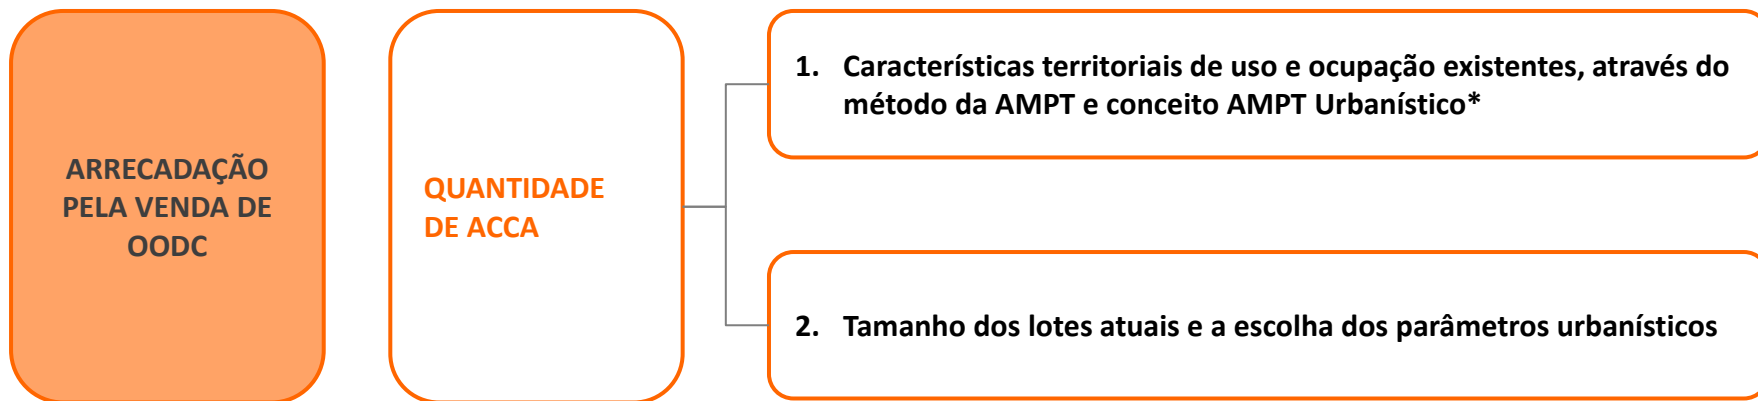 ARRECADAÇÃO
PELA VENDA DE
OODC
QUANTIDADE
DE ACCA
1. Características territoriais de uso e ocupação existentes, através do
método da AMPT e conceito AMPT Urbanístico*
2. Tamanho dos lotes atuais e a escolha dos parâmetros urbanísticos